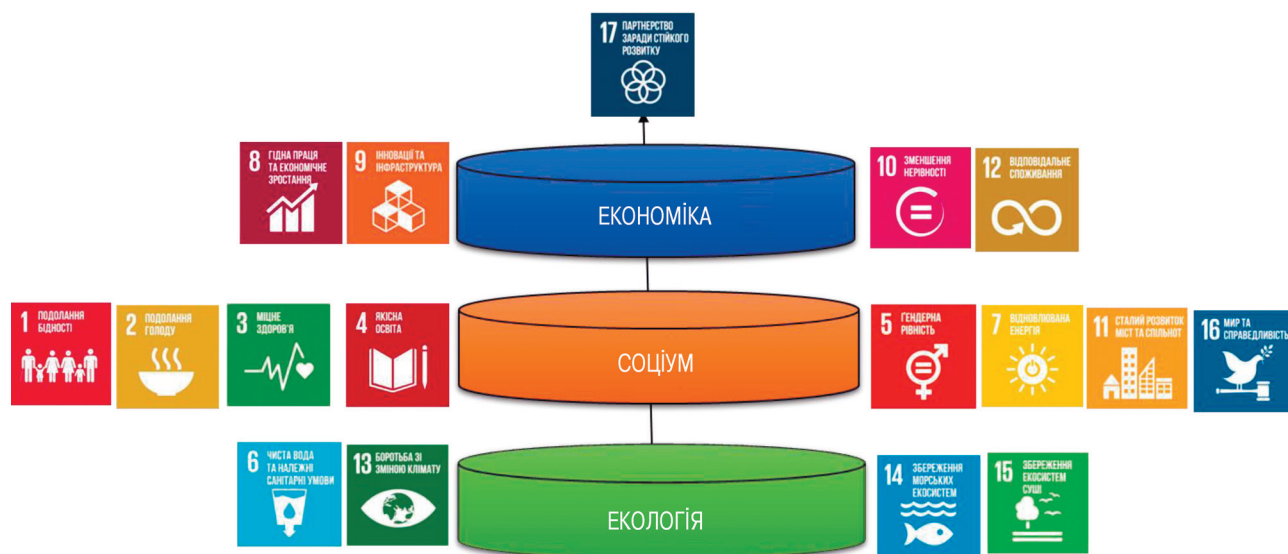 17 ПАРТНЕРСТВО
ЗАРАДИ СТІЙКОГО
РОЗВИТКУ
8 ГІДНА ПРАЦЯ
ТА ЕКОНОМІЧНЕ
ЗРОСТАННЯ
9 ІННОВАЦІЇ ТА
ІНФРАСТРУКТУРА
ЕКОНОМІКА
10 ЗМЕНШЕННЯ
НЕРІВНОСТІ
12 ВІДПОВІДАЛЬНЕ
СПОЖИВАННЯ
1 ПОДОЛАННЯ
БІДНОСТІ
2 ПОДОЛАННЯ
ГОЛОДУ
3 МІЦНЕ
ЗДОРОВ'Я
4 ЯКІСНА
ОСВІТА
СОЦІУМ
5 ГЕНДЕРНА
РІВНІСТЬ
7 ВІДНОВЛЮВАНА
ЕНЕРГІЯ
11 СТАЛИЙ РОЗВИТОК
МІСТ ТА СПІЛЬНОТ
16 МИР ТА
СПРАВЕДЛИВІСТЬ
6 ЧИСТА ВОДА
ТА НАЛЕЖНІ
САНІТАРНІ УМОВИ
13 БОРОТЬБА ЗІ
ЗМІНОЮ КЛІМАТУ
ЕКОЛОГІЯ
14 ЗБЕРЕЖЕННЯ
МОРСЬКИХ
ЕКОСИСТЕМ
15 ЗБЕРЕЖЕННЯ
ЕКОСИСТЕМ
СУШІ